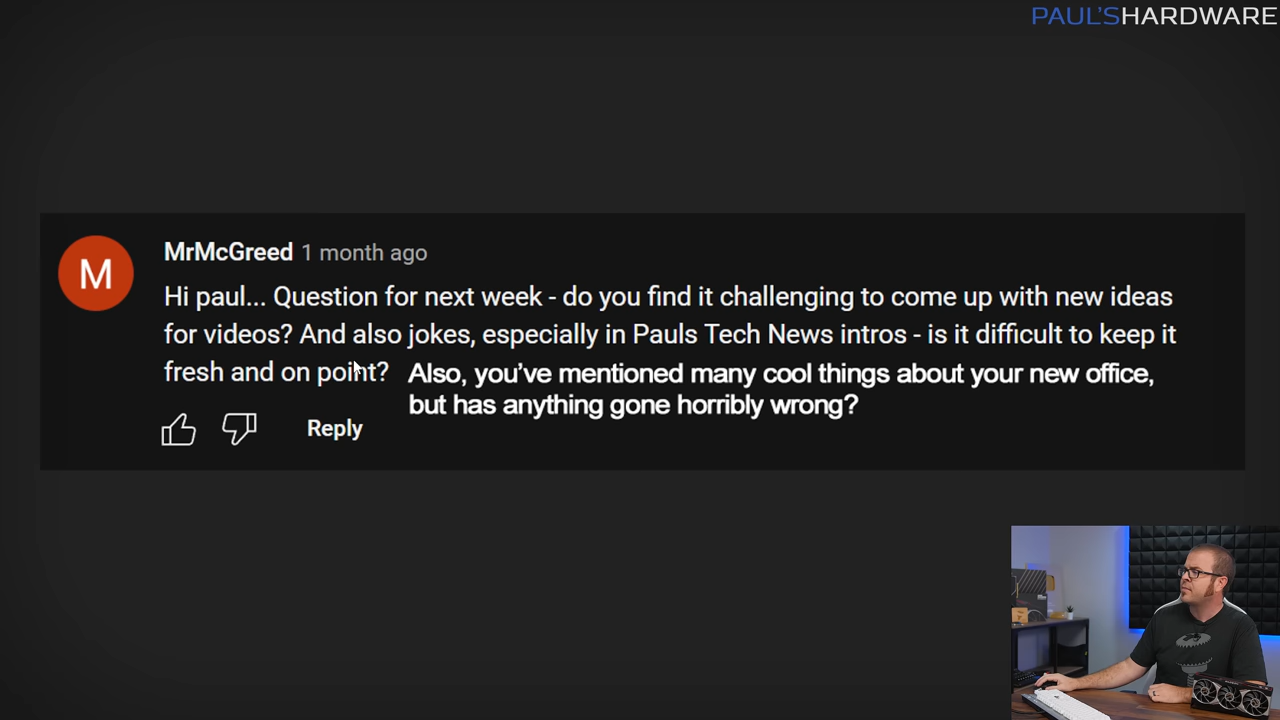 PAUL'SHARDWARE
MrMcGreed 1 month ago
Hi paul... Question for next week - do you find it challenging to come up with new ideas
for videos? And also jokes, especially in Pauls Tech News intros - is it difficult to keep it
fresh and on point?
Also, you've mentioned many cool things about your new office,
but has anything gone horribly wrong?
M
Reply